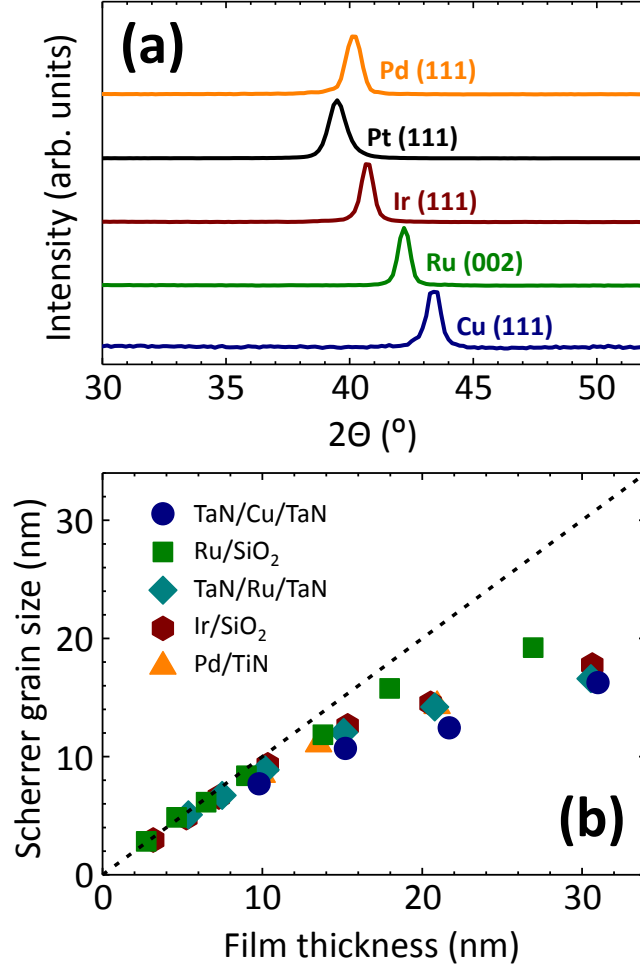 (a)
Pd (111)
Pt (111)
Ir (111)
Ru (002)
Cu (111)
Intensity (arb. units)
30 35 40 45 50
2Θ (⁰)
(b)
TaN/Cu/TaN
Ru/SiO₂
TaN/Ru/TaN
Ir/SiO₂
Pd/TiN
Scherrer grain size (nm)
30
20
10
0
0 10 20 30
Film thickness (nm)